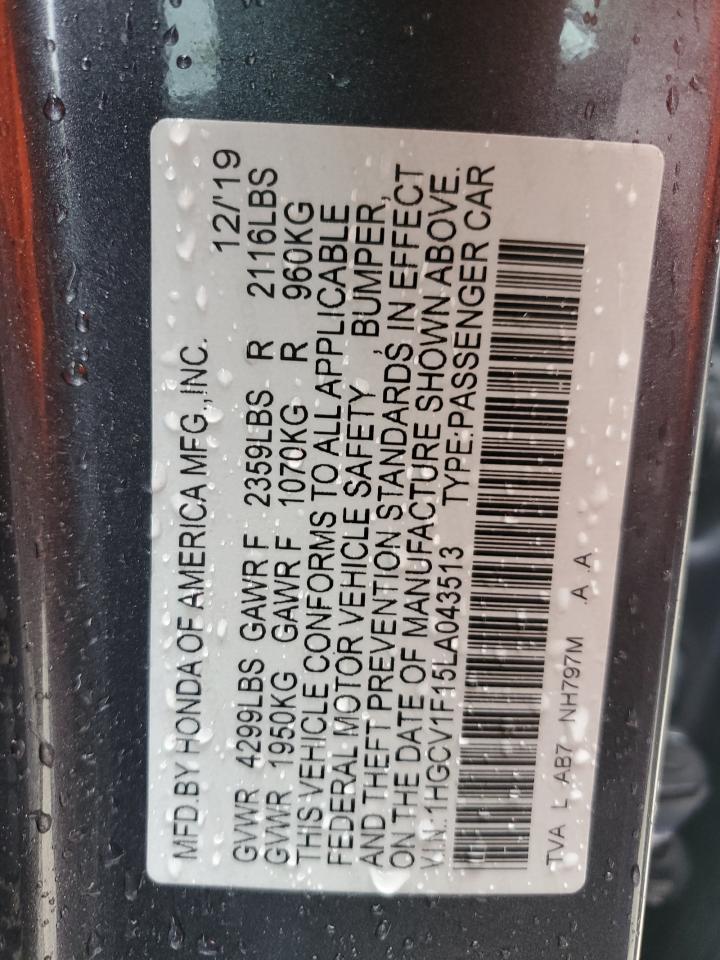 MFD.BY HONDA OF AMERICA MFG.,INC. 12/'19
GVWR 4299LBS GAWR F 2359LBS R 2116LBS
GVWR 1950KG GAWR F 1070KG R 960KG
THIS VEHICLE CONFORMS TO ALL APPLICABLE
FEDERAL MOTOR VEHICLE SAFETY , BUMPER,
AND THEFT PREVENTION STANDARDS IN EFFECT
ON THE DATE OF MANUFACTURE SHOWN ABOVE.
V.I.N.:1HGCV1F15LA043513 TYPE:PASSENGER CAR
TVA L AB7 NH797M .A .A